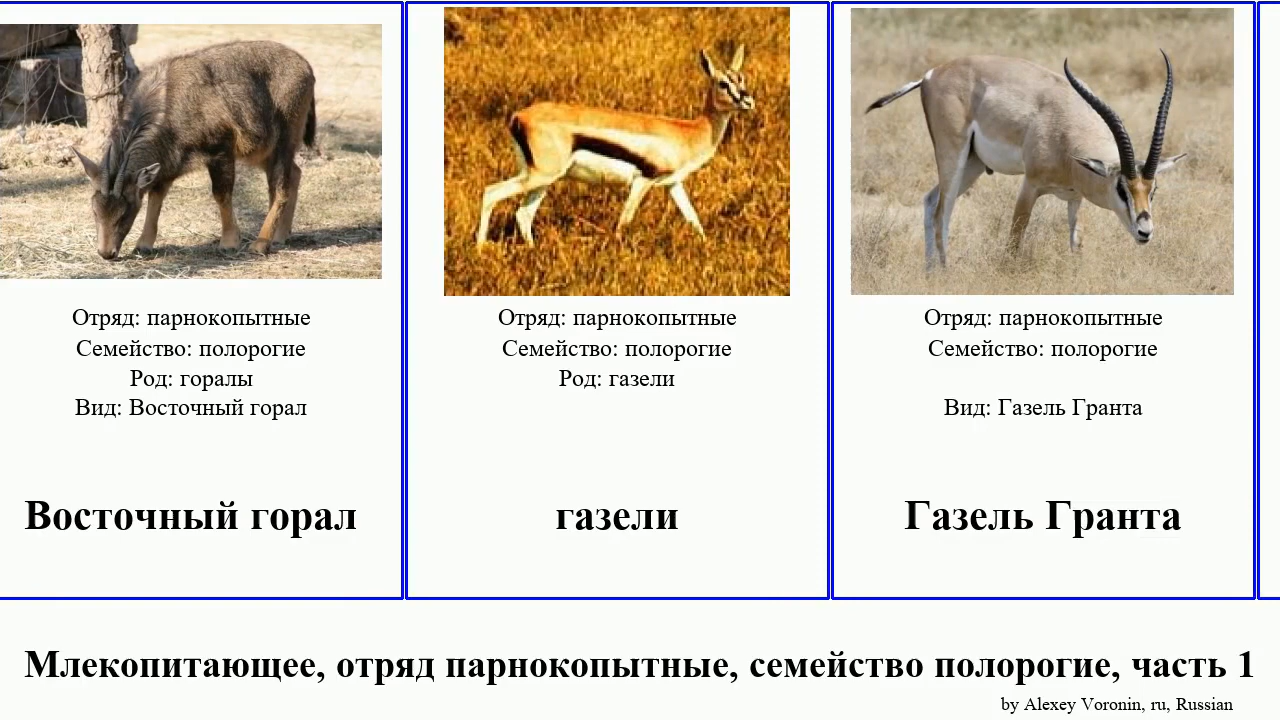 Отряд: парнокопытные
Семейство: полорогие
Род: горалы
Вид: Восточный горал
Восточный горал
Отряд: парнокопытные
Семейство: полорогие
Род: газели
газели
Отряд: парнокопытные
Семейство: полорогие
Вид: Газель Гранта
Газель Гранта
Млекопитающее, отряд парнокопытные, семейство полорогие, часть 1
by Alexey Voronin, ru, Russian